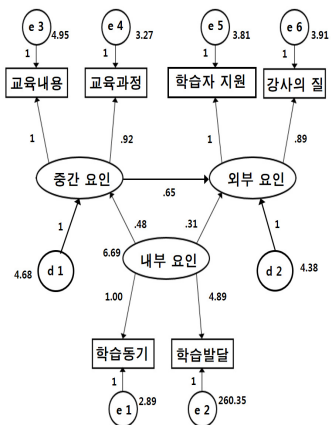 e 3
4.95
e 4
3.27
e 5
3.81
e 6
3.91
1
1
1
1
교육내용
교육과정
학습자 지원
강사의 질
1
.92
1
.89
중간 요인
.65
외부 요인
1
.48
.31
1
6.69
내부 요인
4.68
d 1
d 2
4.38
1.00
4.89
학습동기
학습발달
1
1
e 1
2.89
e 2
260.35